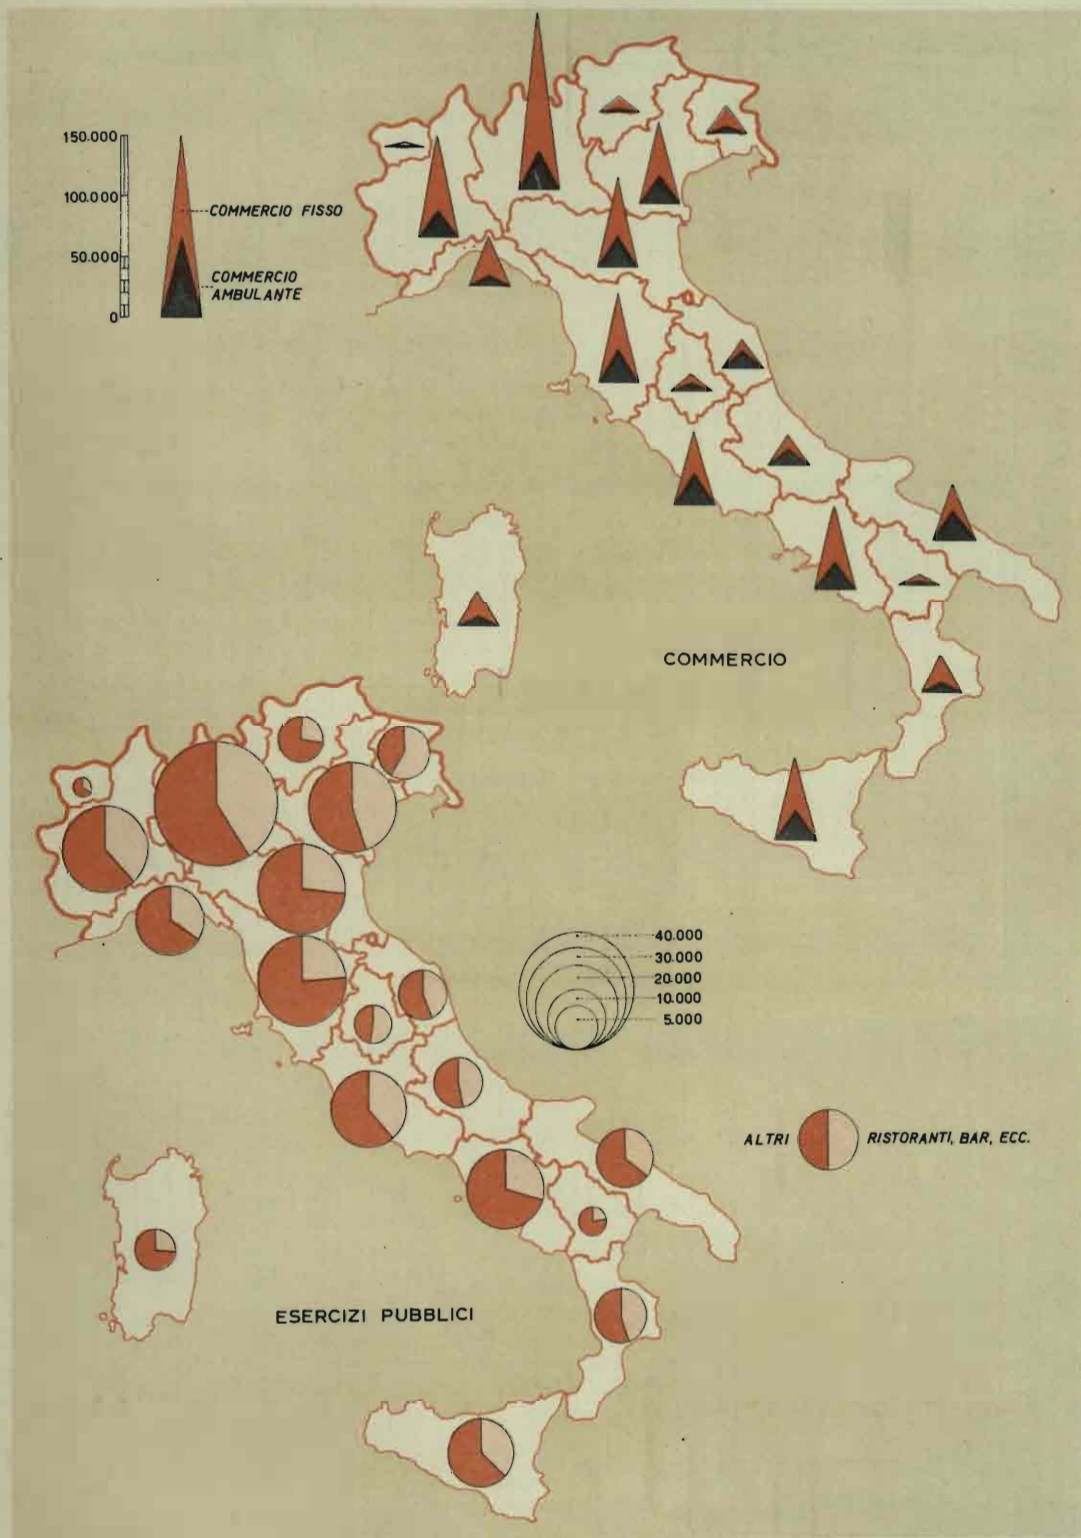 150.000
100.000
50.000
0
COMMERCIO FISSO
COMMERCIO
AMBULANTE
COMMERCIO
40.000
30.000
20.000
10.000
5.000
ALTRI
RISTORANTI, BAR, ECC.
ESERCIZI PUBBLICI